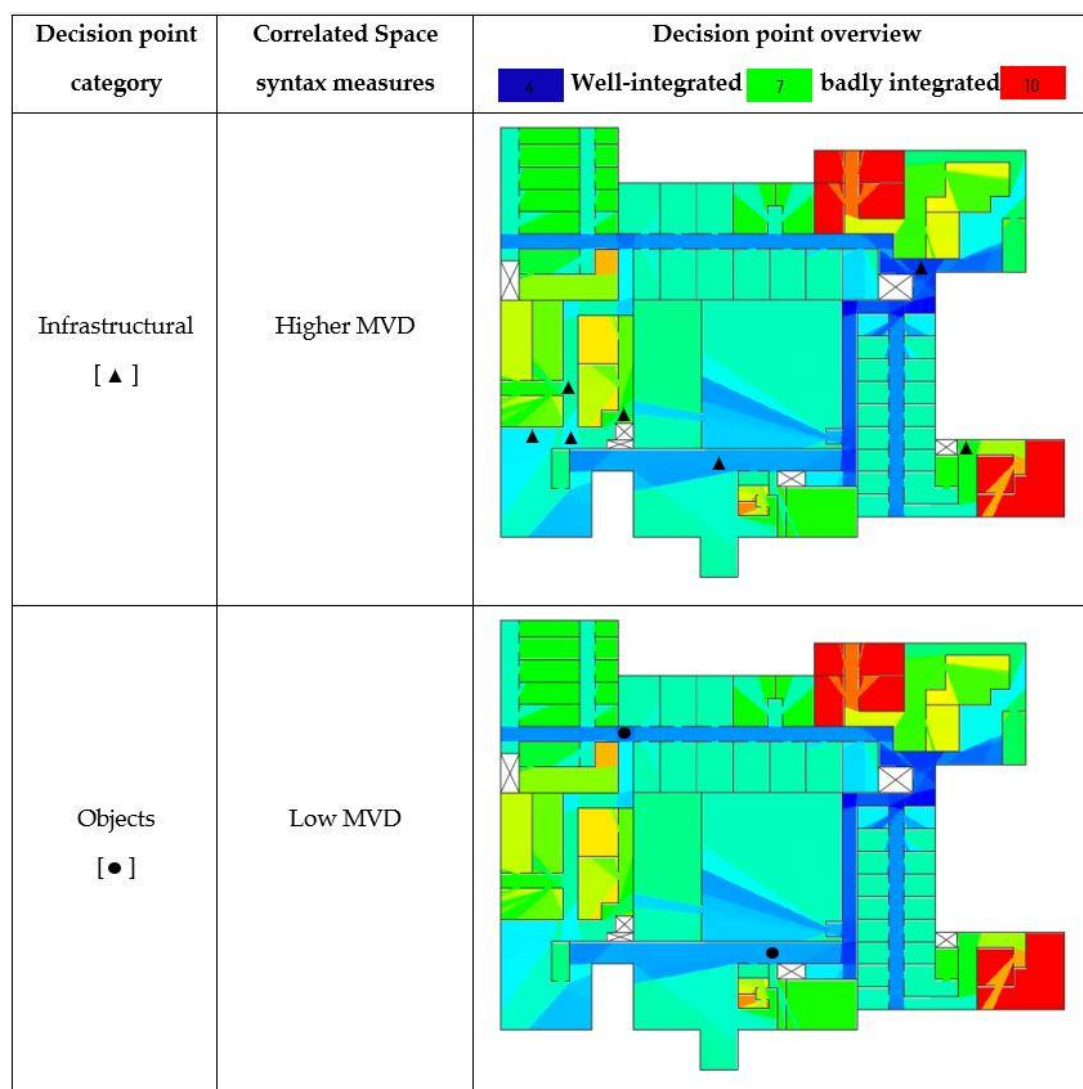 Decision point
category
Correlated Space
syntax measures
Decision point overview
4 Well-integrated 7 badly integrated 10
Infrastructural
[▲]
Higher MVD
Objects
[●]
Low MVD